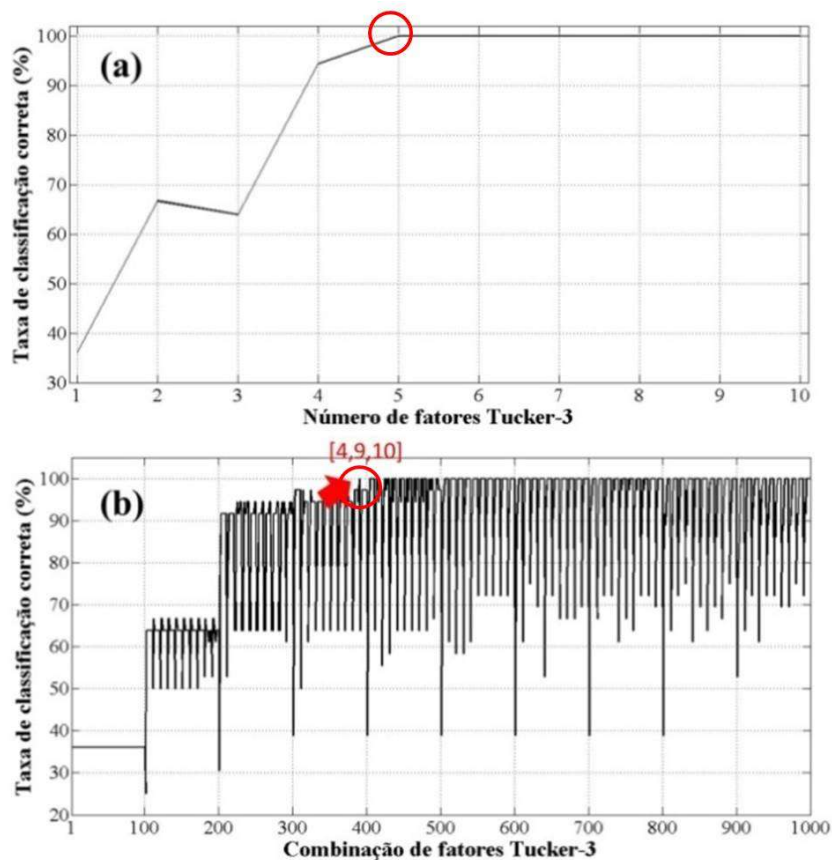 (a)
Taxa de classificação correta (%)
100
90
80
70
60
50
40
30
1 2 3 4 5 6 7 8 9 10
Número de fatores Tucker-3
[4,9,10]
(b)
Taxa de classificação correta (%)
100
90
80
70
60
50
40
30
20
1 100 200 300 400 500 600 700 800 900 1000
Combinação de fatores Tucker-3